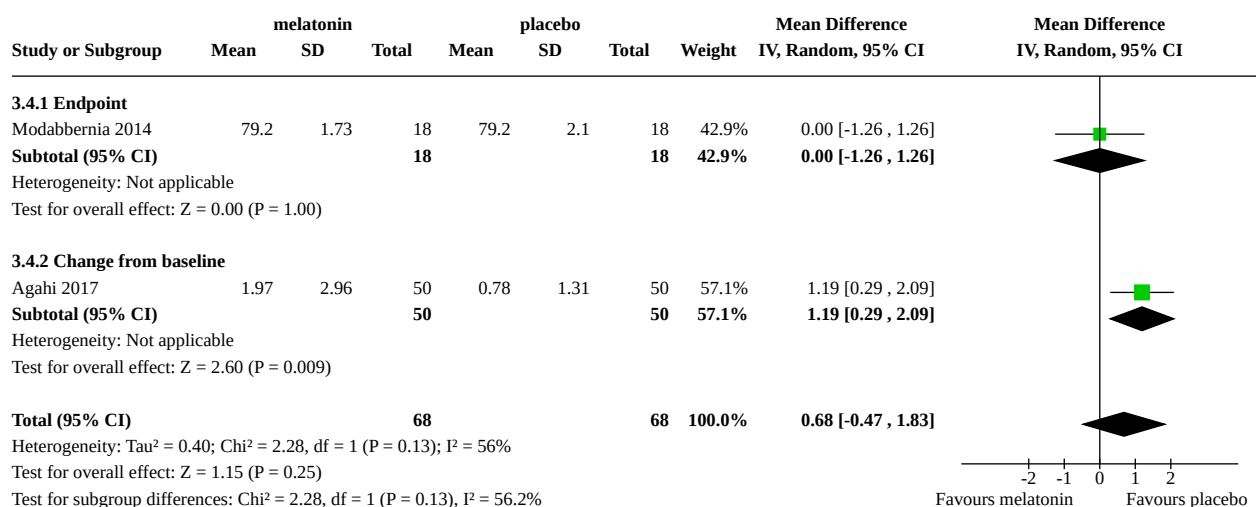 melatonin placebo Mean Difference Mean Difference
Study or Subgroup Mean SD Total Mean SD Total Weight IV, Random, 95% CI IV, Random, 95% CI
3.4.1 Endpoint
Modabbernia 2014 79.2 1.73 18 79.2 2.1 18 42.9% 0.00 [-1.26 , 1.26]
Subtotal (95% CI) 18 18 42.9% 0.00 [-1.26 , 1.26]
Heterogeneity: Not applicable
Test for overall effect: Z = 0.00 (P = 1.00)
3.4.2 Change from baseline
Agahi 2017 1.97 2.96 50 0.78 1.31 50 57.1% 1.19 [0.29 , 2.09]
Subtotal (95% CI) 50 50 57.1% 1.19 [0.29 , 2.09]
Heterogeneity: Not applicable
Test for overall effect: Z = 2.60 (P = 0.009)
Total (95% CI) 68 68 100.0% 0.68 [-0.47 , 1.83]
Heterogeneity: Tau² = 0.40; Chi² = 2.28, df = 1 (P = 0.13); I² = 56%
Test for overall effect: Z = 1.15 (P = 0.25)
-2 -1 0 1 2
Test for subgroup differences: Chi² = 2.28, df = 1 (P = 0.13), I² = 56.2%
Favours melatonin Favours placebo